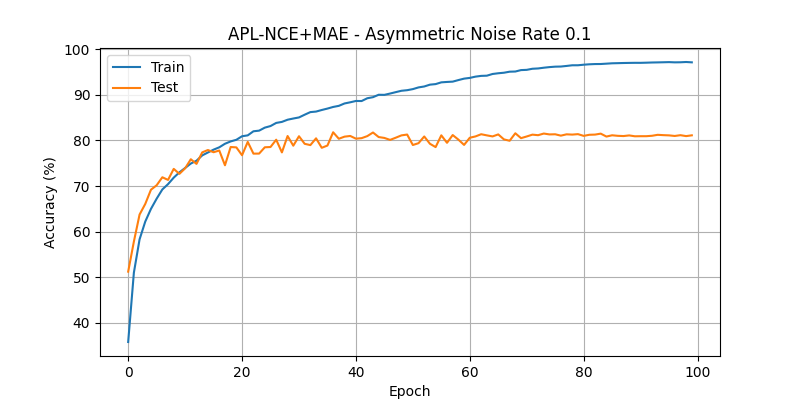 APL-NCE+MAE - Asymmetric Noise Rate 0.1
Train
Test
Accuracy (%)
100
90
80
70
60
50
40
0 20 40 60 80 100
Epoch